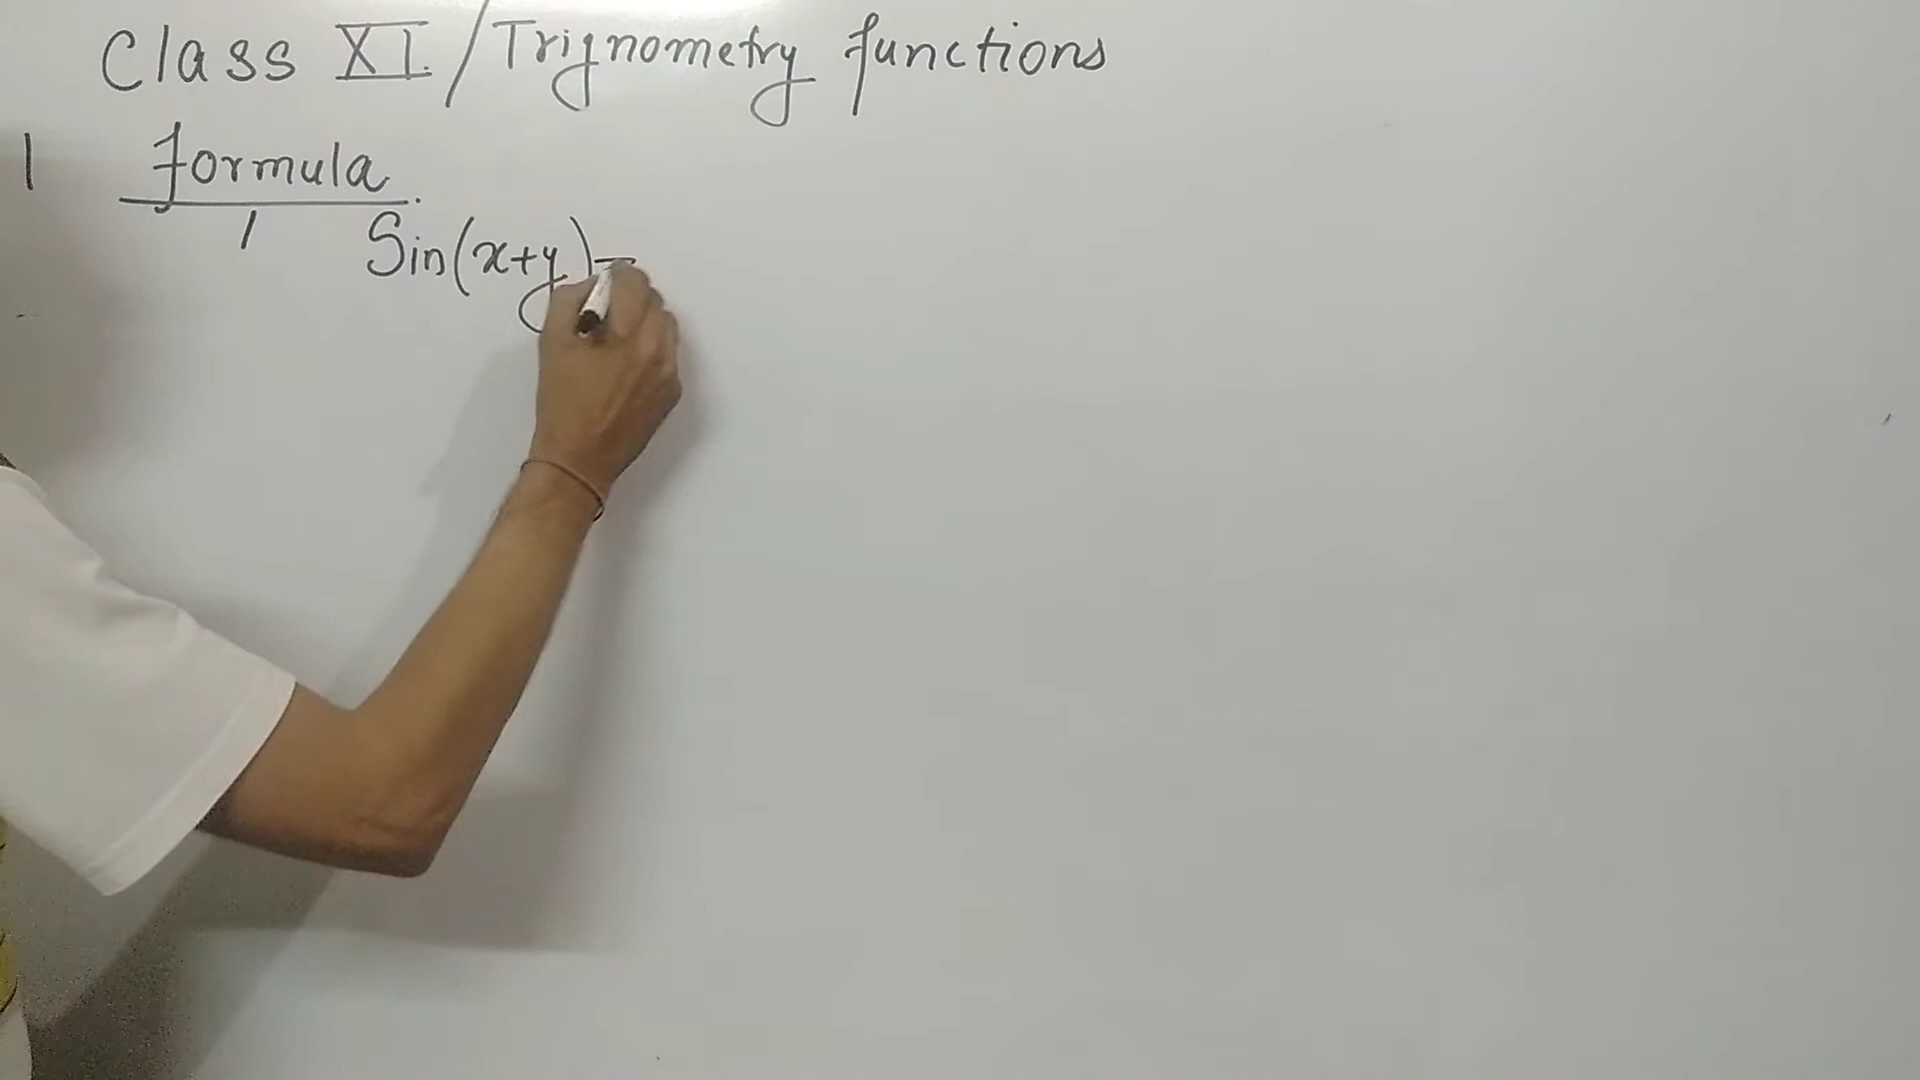 Class XI / Trignometry functions
1 formula
1 Sin(x+y)=